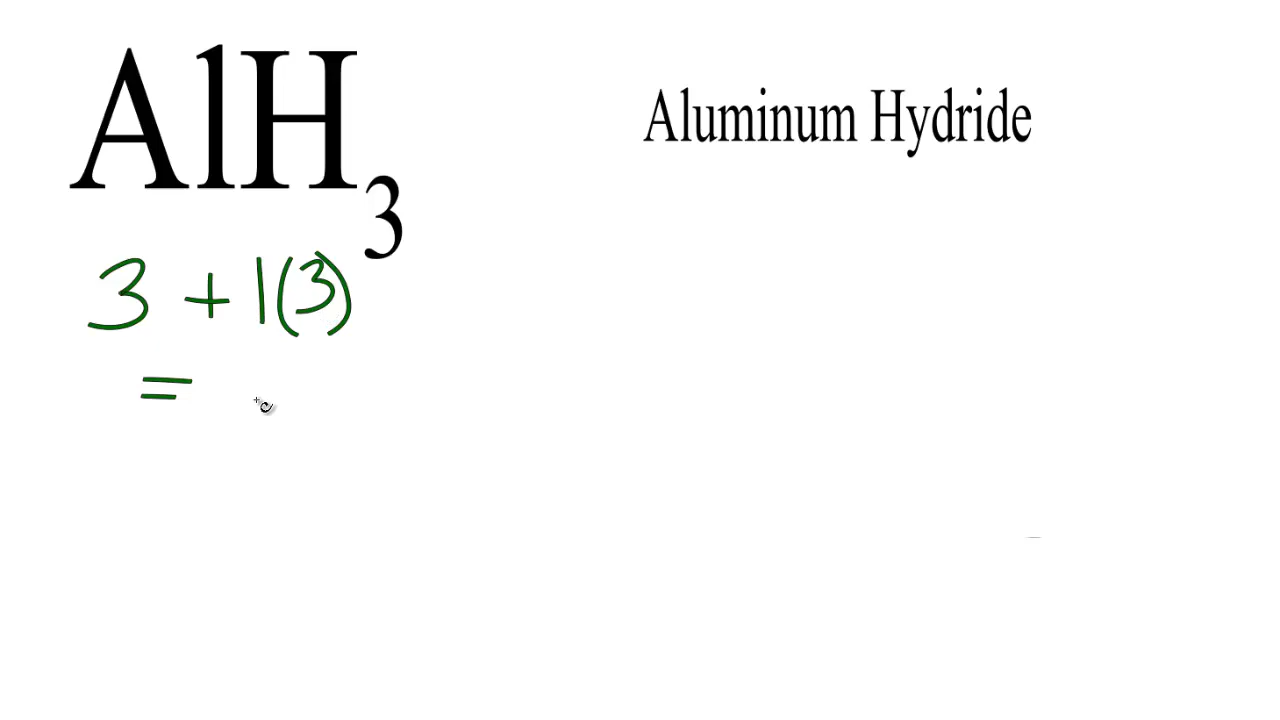 AlH3
Aluminum Hydride
3 + 1(3)
=